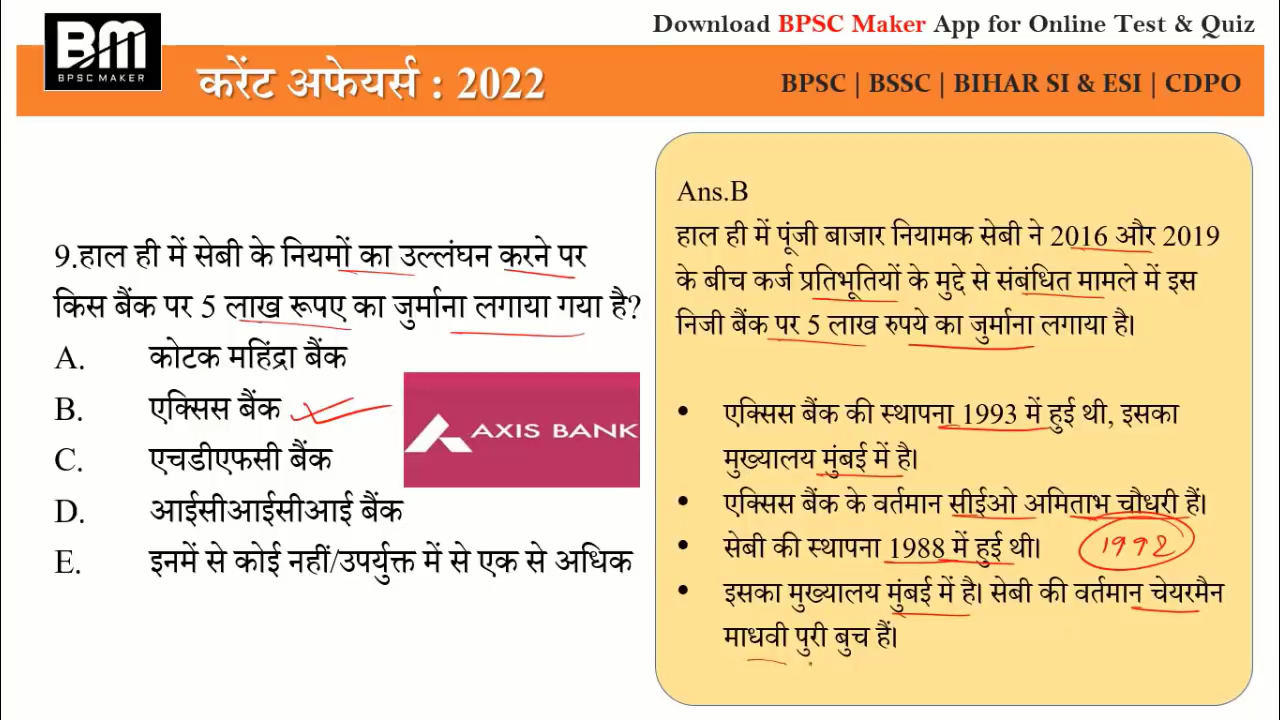 BM
BPSC MAKER
Download BPSC Maker App for Online Test & Quiz
करेंट अफेयर्स : 2022
BPSC | BSSC | BIHAR SI & ESI | CDPO
9.हाल ही में सेबी के नियमों का उल्लंघन करने पर
किस बैंक पर 5 लाख रूपए का जुर्माना लगाया गया है?
A. कोटक महिंद्रा बैंक
B. एक्सिस बैंक
C. एचडीएफसी बैंक
D. आईसीआईसीआई बैंक
E. इनमें से कोई नहीं/उपर्युक्त में से एक से अधिक
AXIS BANK
Ans.B
हाल ही में पूंजी बाजार नियामक सेबी ने 2016 और 2019
के बीच कर्ज प्रतिभूतियों के मुद्दे से संबंधित मामले में इस
निजी बैंक पर 5 लाख रुपये का जुर्माना लगाया है।
• एक्सिस बैंक की स्थापना 1993 में हुई थी, इसका
मुख्यालय मुंबई में है।
• एक्सिस बैंक के वर्तमान सीईओ अमिताभ चौधरी हैं।
• सेबी की स्थापना 1988 में हुई थी। 1992
• इसका मुख्यालय मुंबई में है। सेबी की वर्तमान चेयरमैन
माधवी पुरी बुच हैं।